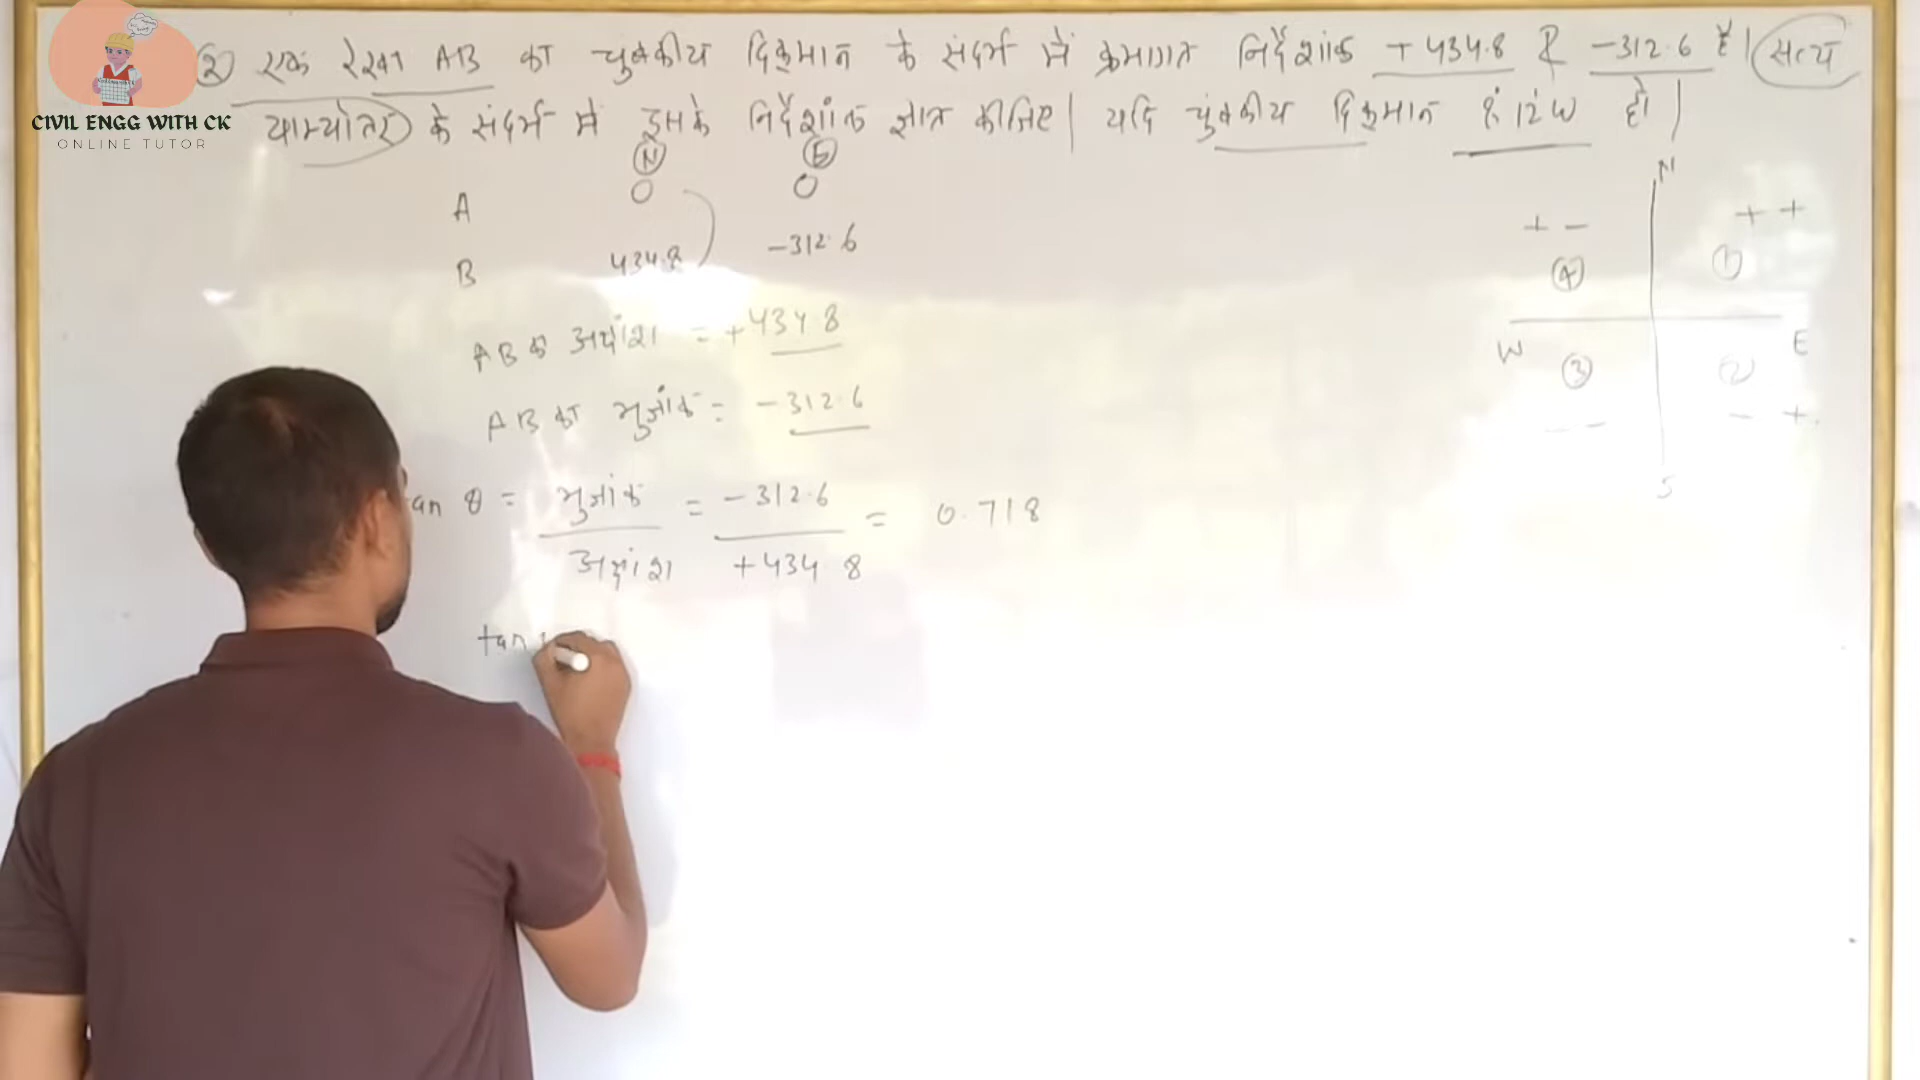 CIVIL ENGG WITH CK
ONLINE TUTOR
2) एक रेखा AB का चुंबकीय दिक्मान के संदर्भ में क्रमागत निर्देशांक +434.8 & -312.6 है। सत्य
याम्योतर के संदर्भ में इसके निर्देशांक ज्ञात कीजिए। यदि चुंबकीय दिक्मान 8°12' W हो।
N E
A 0 0
B 434.8 -312.6
AB का = +434.8
AB का भुजांक = -312.6
an θ = भुजांक / = -312.6 / +434.8 = 0.718
tan
N
+ - + +
4 1
W E
3 2
- - - +
S